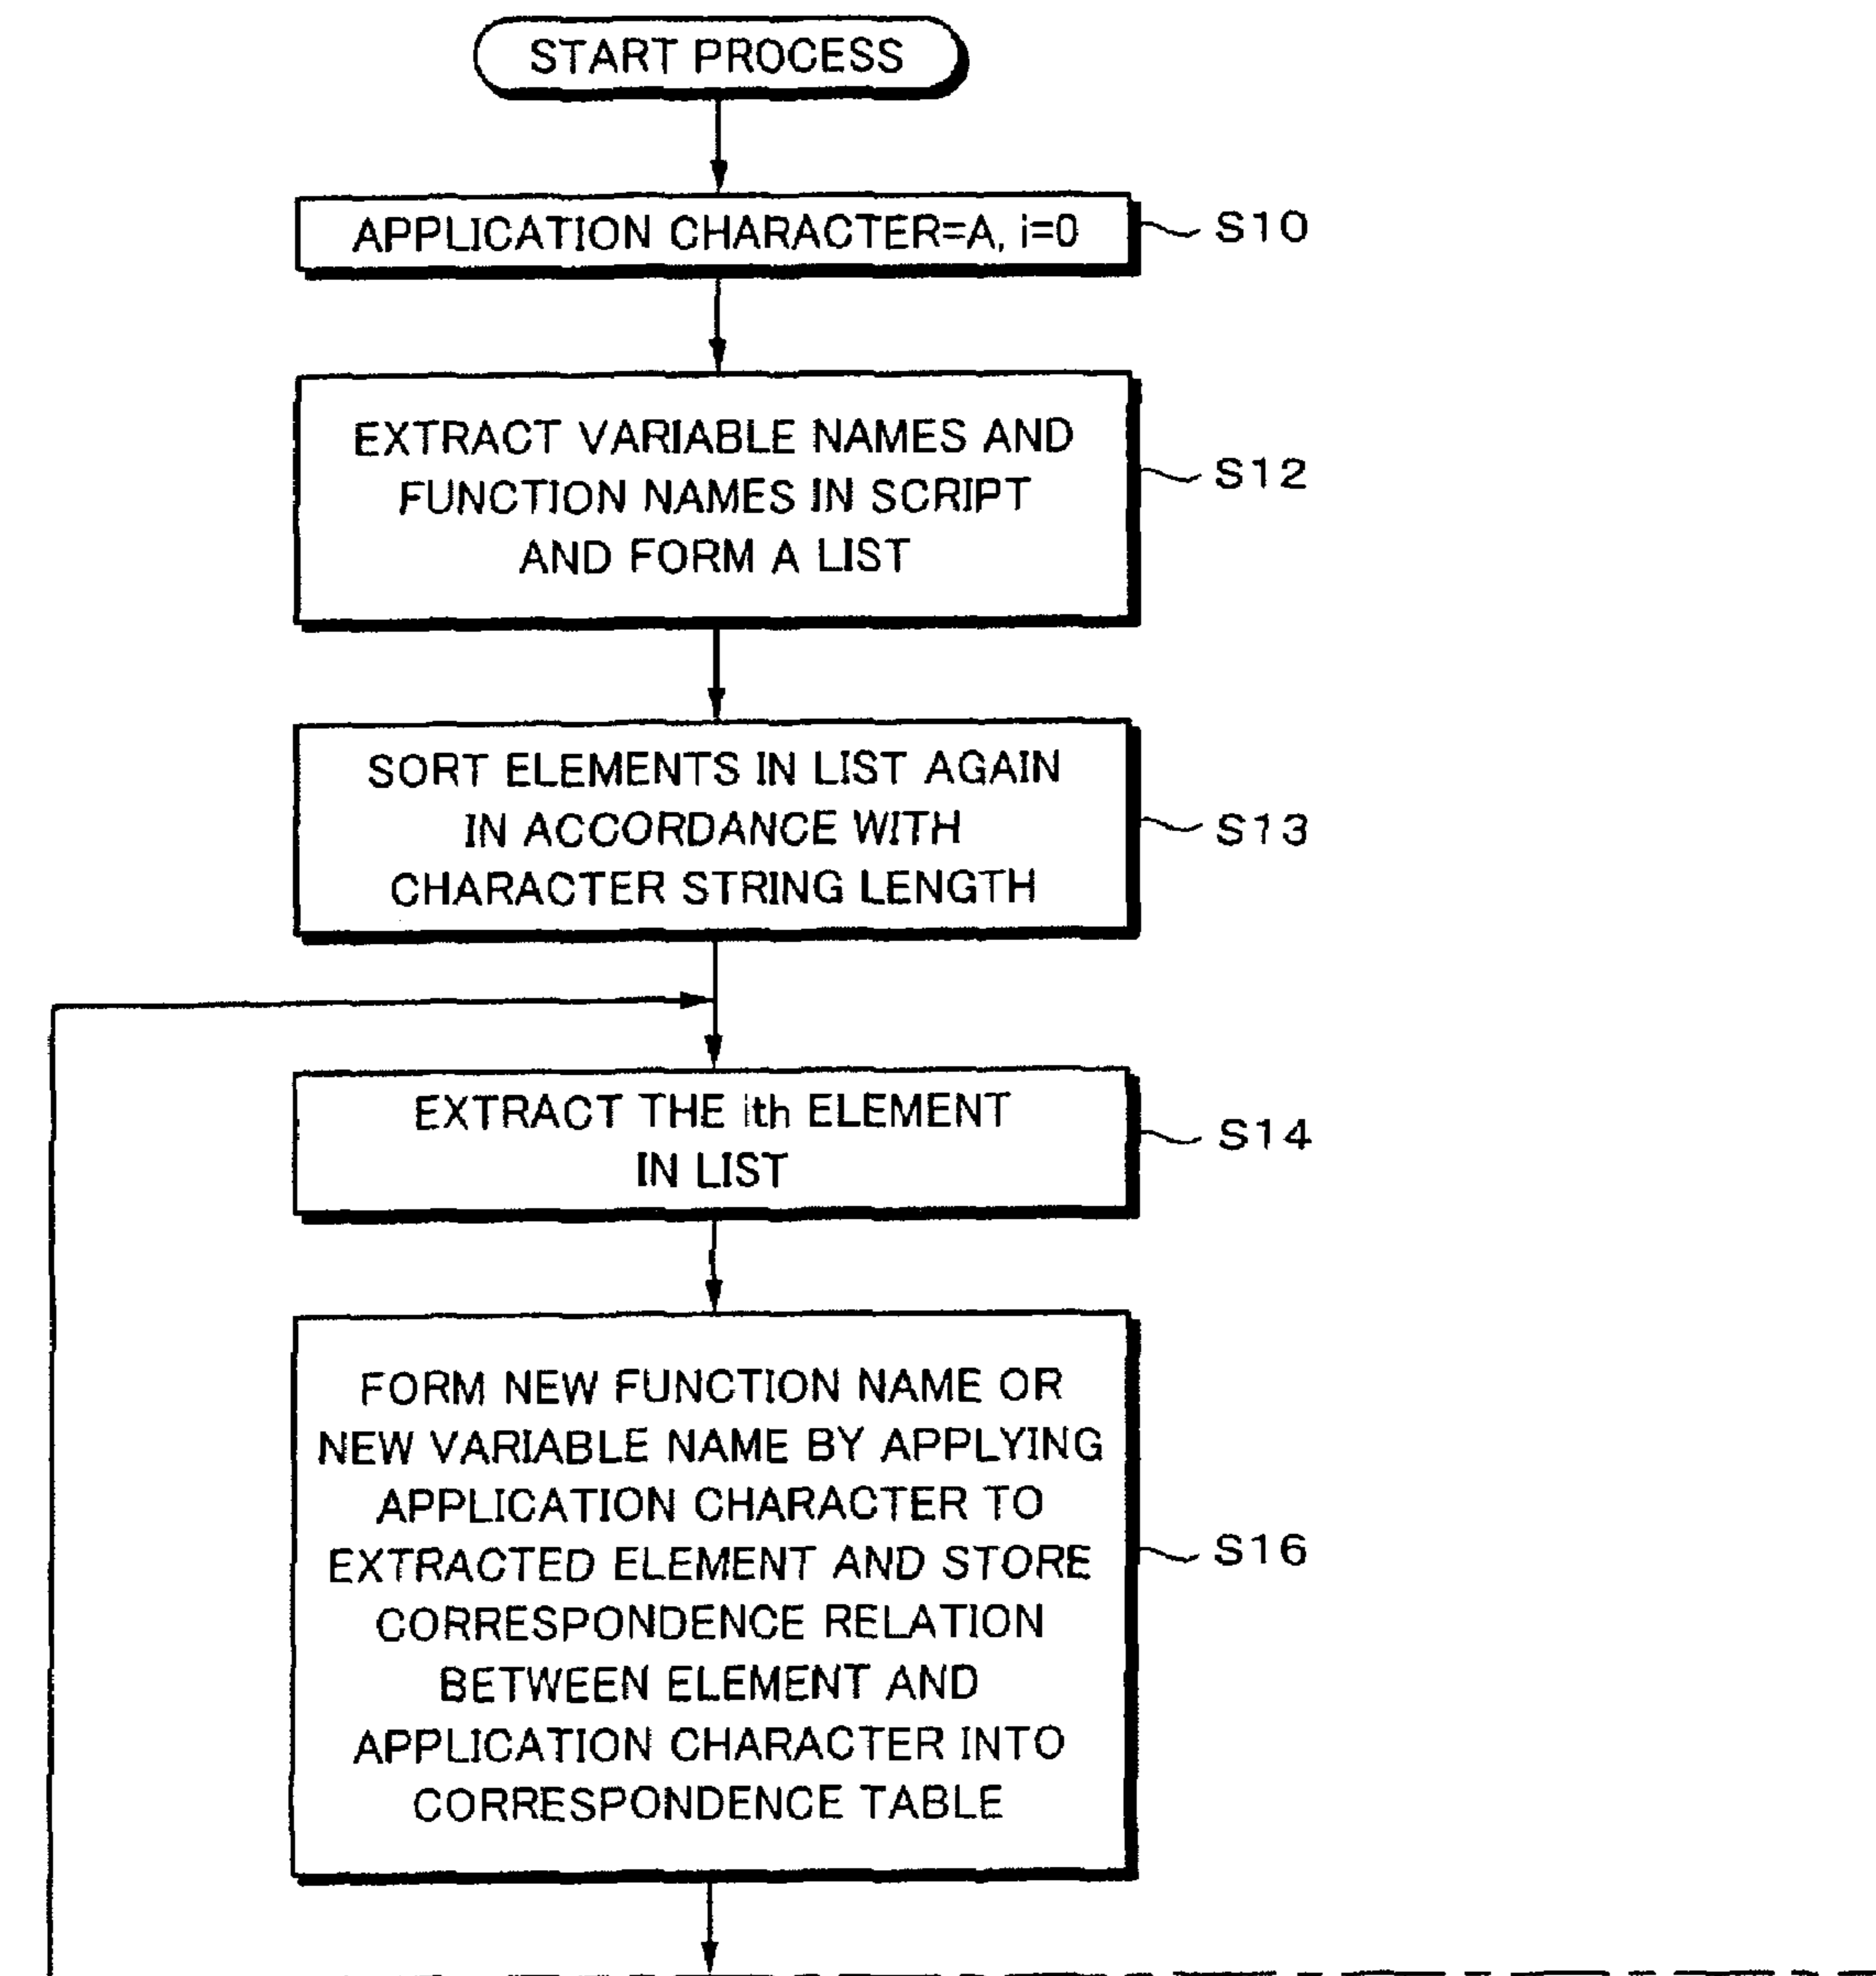 START PROCESS
APPLICATION CHARACTER=A, i=0
S10
EXTRACT VARIABLE NAMES AND
FUNCTION NAMES IN SCRIPT
AND FORM A LIST
S12
SORT ELEMENTS IN LIST AGAIN
IN ACCORDANCE WITH
CHARACTER STRING LENGTH
S13
EXTRACT THE ith ELEMENT
IN LIST
S14
FORM NEW FUNCTION NAME OR
NEW VARIABLE NAME BY APPLYING
APPLICATION CHARACTER TO
EXTRACTED ELEMENT AND STORE
CORRESPONDENCE RELATION
BETWEEN ELEMENT AND
APPLICATION CHARACTER INTO
CORRESPONDENCE TABLE
S16